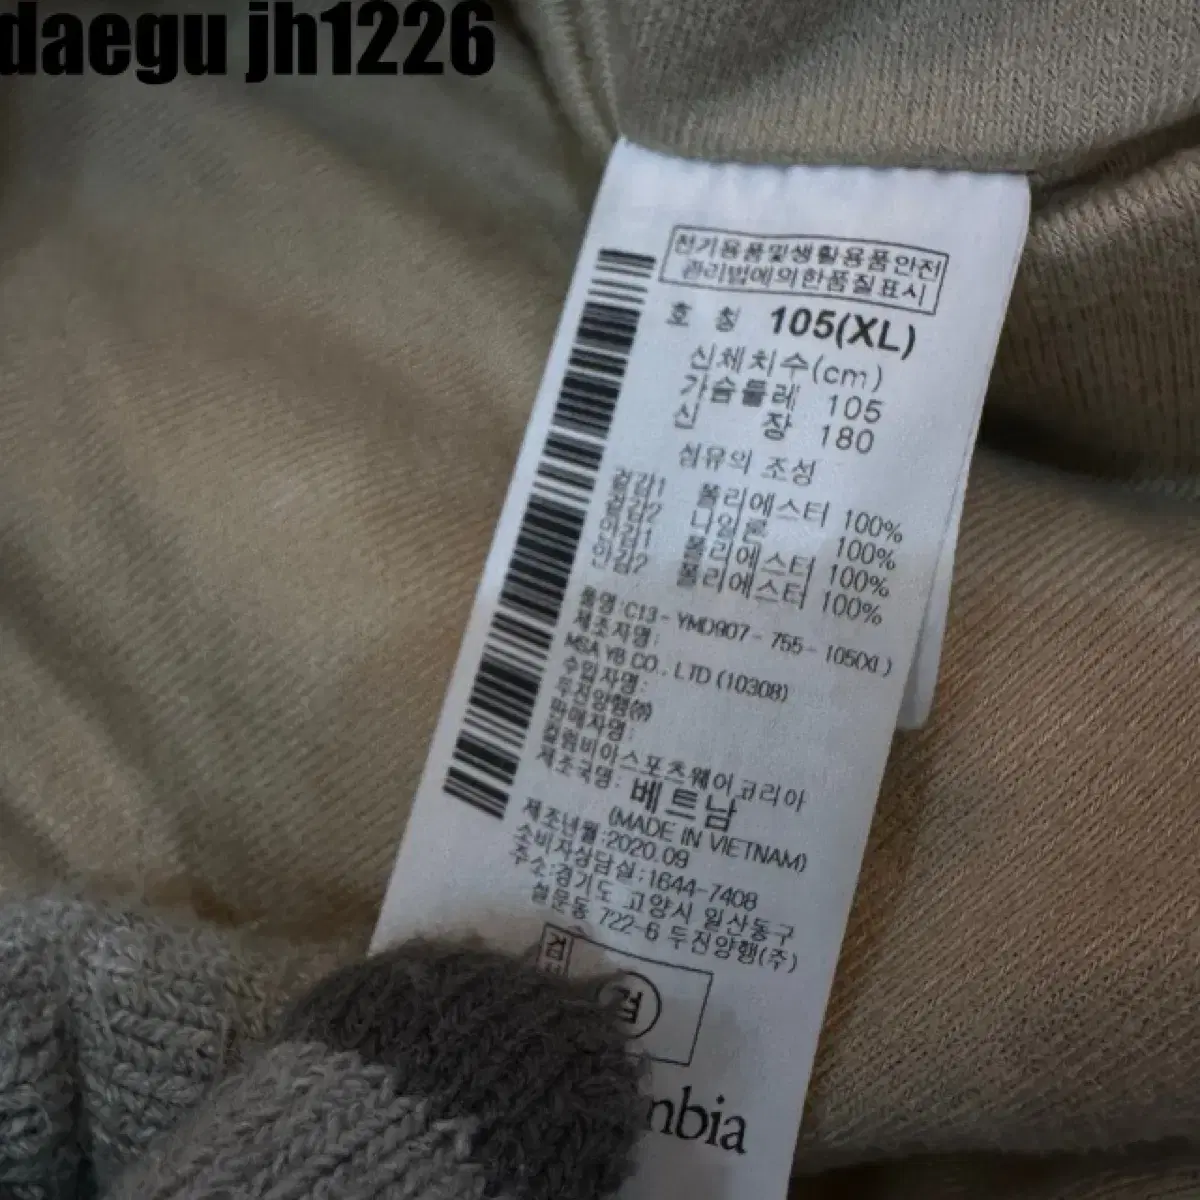 daegu jh1226
전기용품및생활용품안전
관리법에의한품질표시
호 칭 105(XL)
신체치수(cm)
가슴둘레 105
신 장 180
섬유의 조성
겉감1 폴리에스터 100%
겉감2 나일론 100%
안감1 폴리에스터 100%
안감2 폴리에스터 100%
품명:C13-YMD907-755-105(XL)
제조자명:
MSA YB CO., LTD (10308)
수입자명:
두진양행㈜
판매자명:
컬럼비아스포츠웨어코리아
제조국명: 베트남
(MADE IN VIETNAM)
제조년월:2020.09
소비자상담실:1644-7408
주소:경기도 고양시 일산동구
설문동 722-6 두진양행(주)
검
mbia